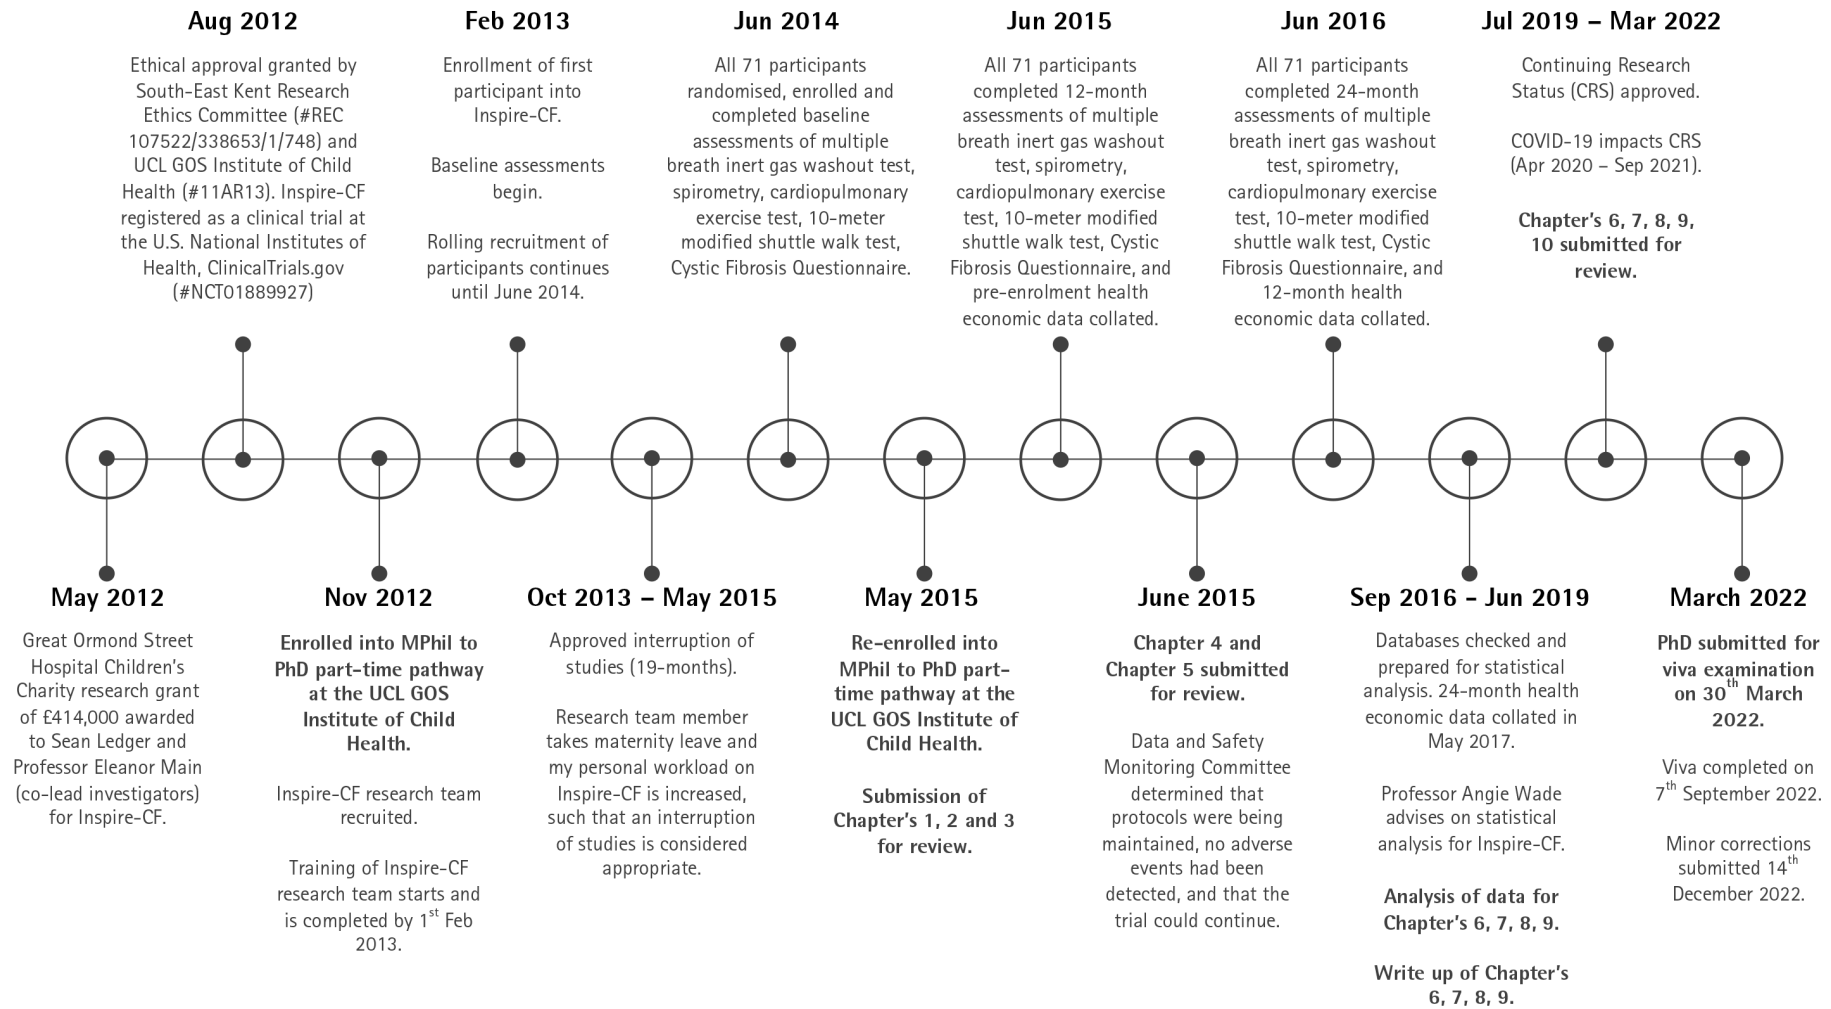 Aug 2012
Ethical approval granted by
South-East Kent Research
Ethics Committee (#REC
107522/338653/1/748) and
UCL GOS Institute of Child
Health (#11AR13). Inspire-CF
registered as a clinical trial at
the U.S. National Institutes of
Health, ClinicalTrials.gov
(#NCT01889927)
Feb 2013
Enrollment of first
participant into
Inspire-CF.
Baseline assessments
begin.
Rolling recruitment of
participants continues
until June 2014.
Jun 2014
All 71 participants
randomised, enrolled and
completed baseline
assessments of multiple
breath inert gas washout test,
spirometry, cardiopulmonary
exercise test, 10-meter
modified shuttle walk test,
Cystic Fibrosis Questionnaire.
Jun 2015
All 71 participants
completed 12-month
assessments of multiple
breath inert gas washout
test, spirometry,
cardiopulmonary exercise
test, 10-meter modified
shuttle walk test, Cystic
Fibrosis Questionnaire, and
pre-enrolment health
economic data collated.
Jun 2016
All 71 participants
completed 24-month
assessments of multiple
breath inert gas washout
test, spirometry,
cardiopulmonary exercise
test, 10-meter modified
shuttle walk test, Cystic
Fibrosis Questionnaire, and
12-month health
economic data collated.
Jul 2019 – Mar 2022
Continuing Research
Status (CRS) approved.
COVID-19 impacts CRS
(Apr 2020 – Sep 2021).
Chapter's 6, 7, 8, 9,
10 submitted for
review.
May 2012
Great Ormond Street
Hospital Children's
Charity research grant
of £414,000 awarded
to Sean Ledger and
Professor Eleanor Main
(co-lead investigators)
for Inspire-CF.
Nov 2012
Enrolled into MPhil to
PhD part-time pathway
at the UCL GOS
Institute of Child
Health.
Inspire-CF research team
recruited.
Training of Inspire-CF
research team starts and
is completed by 1st Feb
2013.
Oct 2013 – May 2015
Approved interruption of
studies (19-months).
Research team member
takes maternity leave and
my personal workload on
Inspire-CF is increased,
such that an interruption
of studies is considered
appropriate.
May 2015
Re-enrolled into
MPhil to PhD part-
time pathway at the
UCL GOS Institute of
Child Health.
Submission of
Chapter's 1, 2 and 3
for review.
June 2015
Chapter 4 and
Chapter 5 submitted
for review.
Data and Safety
Monitoring Committee
determined that
protocols were being
maintained, no adverse
events had been
detected, and that the
trial could continue.
Sep 2016 - Jun 2019
Databases checked and
prepared for statistical
analysis. 24-month health
economic data collated in
May 2017.
Professor Angie Wade
advises on statistical
analysis for Inspire-CF.
Analysis of data for
Chapter's 6, 7, 8, 9.
Write up of Chapter's
6, 7, 8, 9.
March 2022
PhD submitted for
viva examination
on 30th March
2022.
Viva completed on
7th September 2022.
Minor corrections
submitted 14th
December 2022.